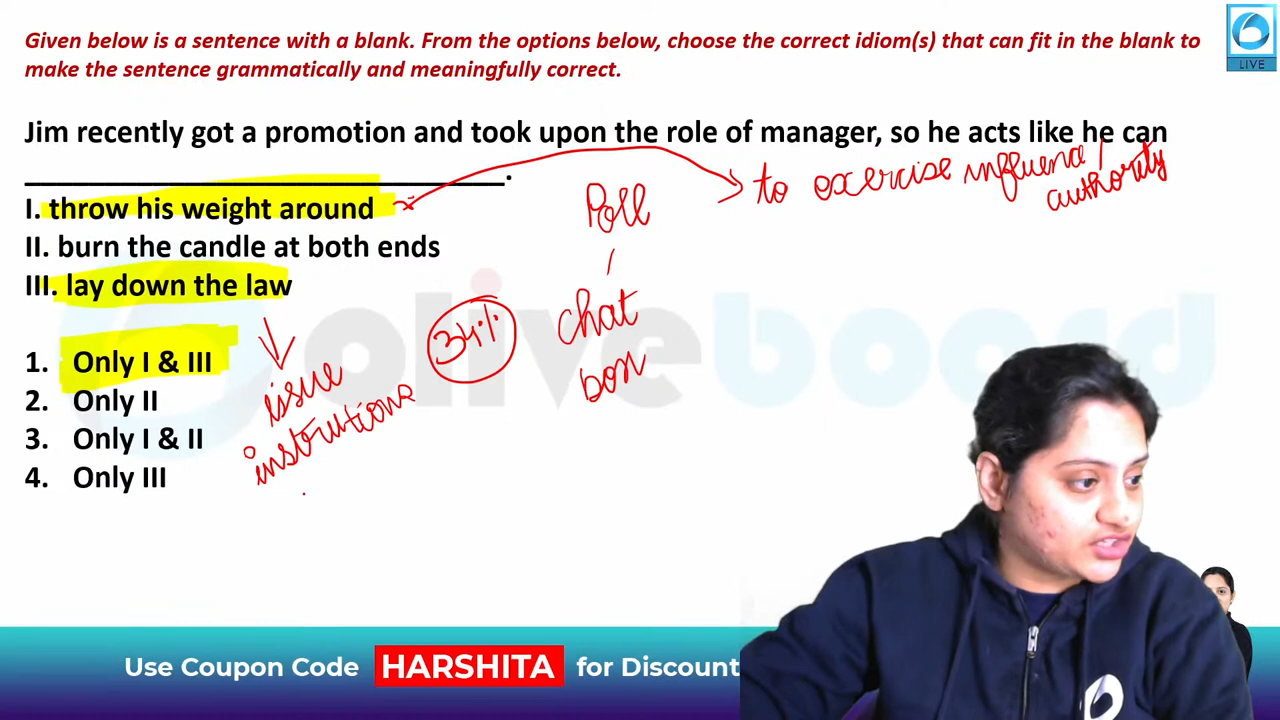 Given below is a sentence with a blank. From the options below, choose the correct idiom(s) that can fit in the blank to
make the sentence grammatically and meaningfully correct.
LIVE
Jim recently got a promotion and took upon the role of manager, so he acts like he can
____________________________________.
to exercise influence /
authority
I. throw his weight around
II. burn the candle at both ends
III. lay down the law
Poll
chat
box
34%
issue
instrutions
1. Only I & III
2. Only II
3. Only I & II
4. Only III
oliveboard
Use Coupon Code HARSHITA for Discount